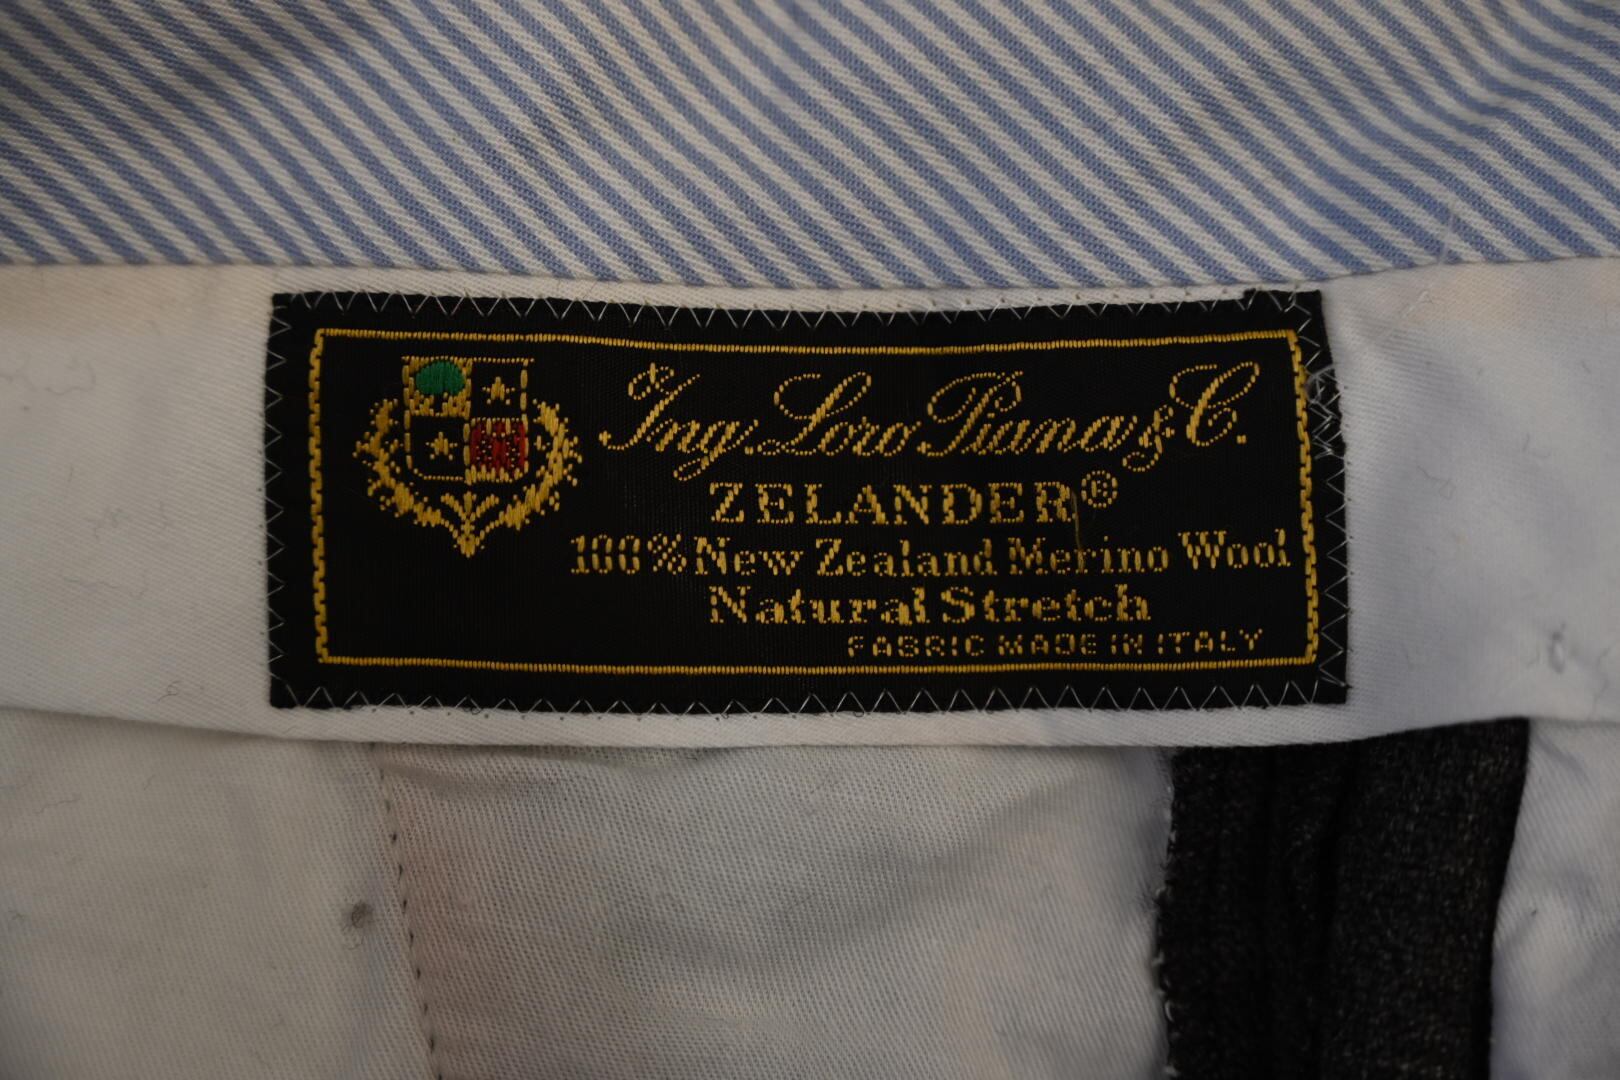 Ing. Loro Piana & C.
ZELANDER®
100% New Zealand Merino Wool
Natural Stretch
FABRIC MADE IN ITALY